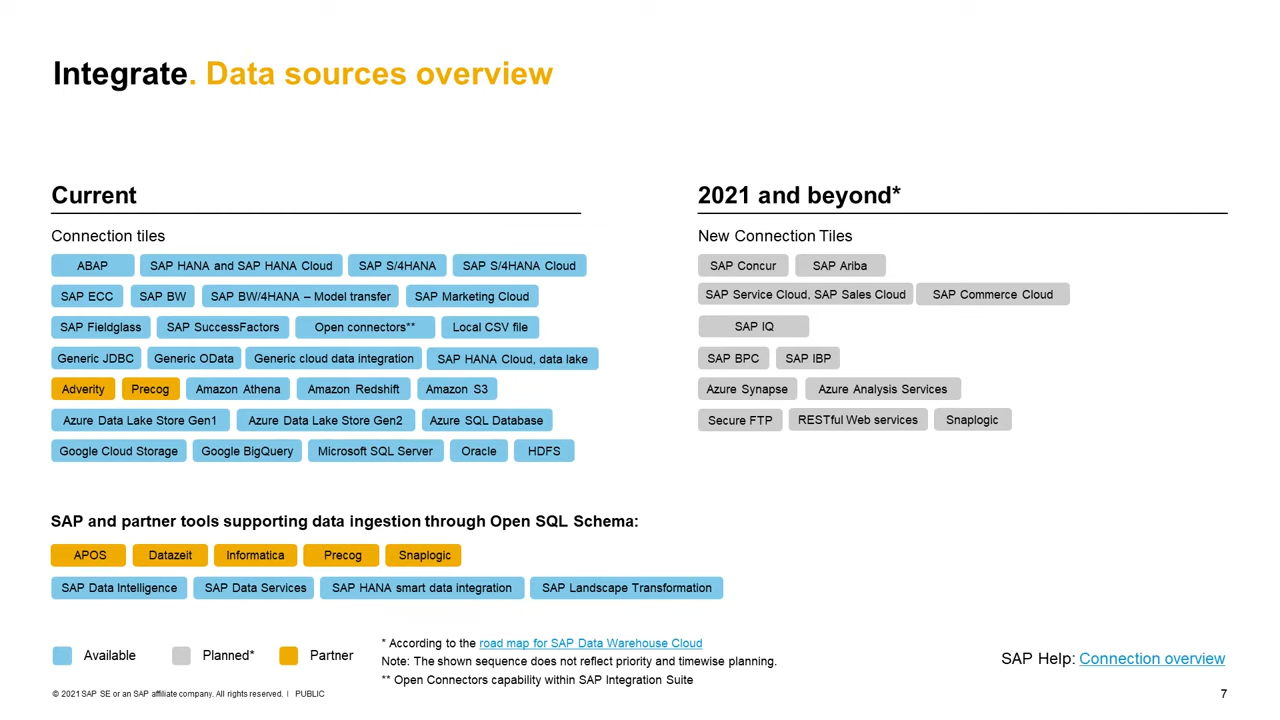 Integrate. Data sources overview
Current
Connection tiles
ABAP
SAP HANA and SAP HANA Cloud
SAP S/4HANA
SAP S/4HANA Cloud
SAP ECC
SAP BW
SAP BW/4HANA – Model transfer
SAP Marketing Cloud
SAP Fieldglass
SAP SuccessFactors
Open connectors**
Local CSV file
Generic JDBC
Generic OData
Generic cloud data integration
SAP HANA Cloud, data lake
Adverity
Precog
Amazon Athena
Amazon Redshift
Amazon S3
Azure Data Lake Store Gen1
Azure Data Lake Store Gen2
Azure SQL Database
Google Cloud Storage
Google BigQuery
Microsoft SQL Server
Oracle
HDFS
2021 and beyond*
New Connection Tiles
SAP Concur
SAP Ariba
SAP Service Cloud, SAP Sales Cloud
SAP Commerce Cloud
SAP IQ
SAP BPC
SAP IBP
Azure Synapse
Azure Analysis Services
Secure FTP
RESTful Web services
Snaplogic
SAP and partner tools supporting data ingestion through Open SQL Schema:
APOS
Datazeit
Informatica
Precog
Snaplogic
SAP Data Intelligence
SAP Data Services
SAP HANA smart data integration
SAP Landscape Transformation
Available
Planned*
Partner
* According to the road map for SAP Data Warehouse Cloud
Note: The shown sequence does not reflect priority and timewise planning.
** Open Connectors capability within SAP Integration Suite
SAP Help: Connection overview
© 2021 SAP SE or an SAP affiliate company. All rights reserved. | PUBLIC
7